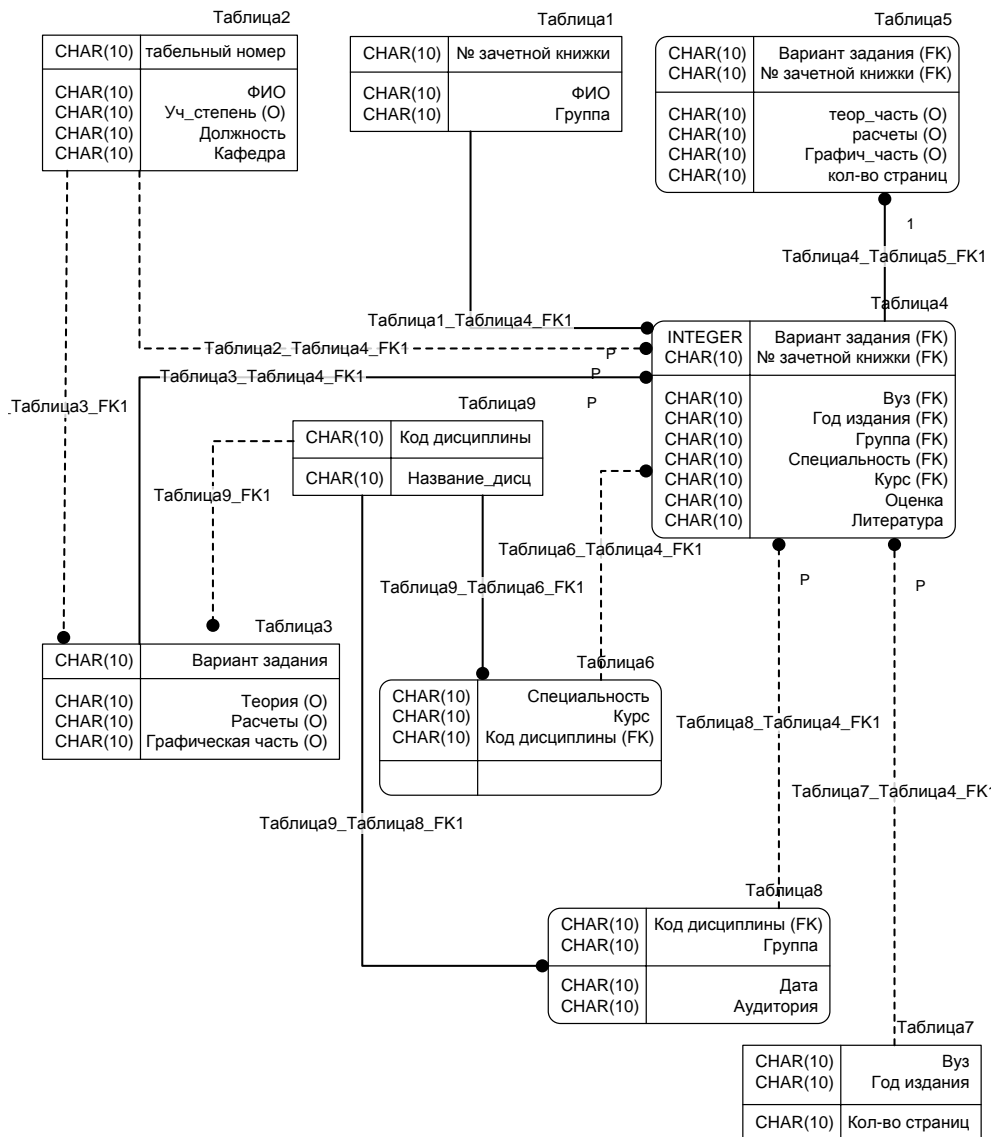 Таблица2
CHAR(10) табельный номер
CHAR(10) ФИО
CHAR(10) Уч_степень (О)
CHAR(10) Должность
CHAR(10) Кафедра
Таблица1
CHAR(10) № зачетной книжки
CHAR(10) ФИО
CHAR(10) Группа
Таблица5
CHAR(10) Вариант задания (FK)
CHAR(10) № зачетной книжки (FK)
CHAR(10) теор_часть (О)
CHAR(10) расчеты (О)
CHAR(10) Графич_часть (О)
CHAR(10) кол-во страниц
1
Таблица4_Таблица5_FK1
Таблица4
INTEGER Вариант задания (FK)
CHAR(10) № зачетной книжки (FK)
CHAR(10) Вуз (FK)
CHAR(10) Год издания (FK)
CHAR(10) Группа (FK)
CHAR(10) Специальность (FK)
CHAR(10) Курс (FK)
CHAR(10) Оценка
CHAR(10) Литература
Таблица1_Таблица4_FK1
P
Таблица2_Таблица4_FK1
P
Таблица3_Таблица4_FK1
P
_Таблица3_FK1
Таблица9
CHAR(10) Код дисциплины
CHAR(10) Название_дисц
Таблица9_FK1
Таблица6_Таблица4_FK1
Таблица9_Таблица6_FK1
P
P
Таблица3
CHAR(10) Вариант задания
CHAR(10) Теория (О)
CHAR(10) Расчеты (О)
CHAR(10) Графическая часть (О)
Таблица6
CHAR(10) Специальность
CHAR(10) Курс
CHAR(10) Код дисциплины (FK)
Таблица8_Таблица4_FK1
Таблица7_Таблица4_FK1
Таблица9_Таблица8_FK1
Таблица8
CHAR(10) Код дисциплины (FK)
CHAR(10) Группа
CHAR(10) Дата
CHAR(10) Аудитория
Таблица7
CHAR(10) Вуз
CHAR(10) Год издания
CHAR(10) Кол-во страниц